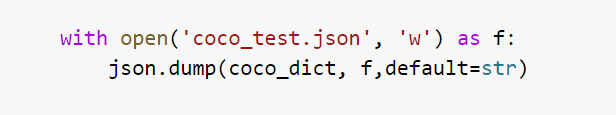 with open('coco_test.json', 'w') as f:
    json.dump(coco_dict, f,default=str)